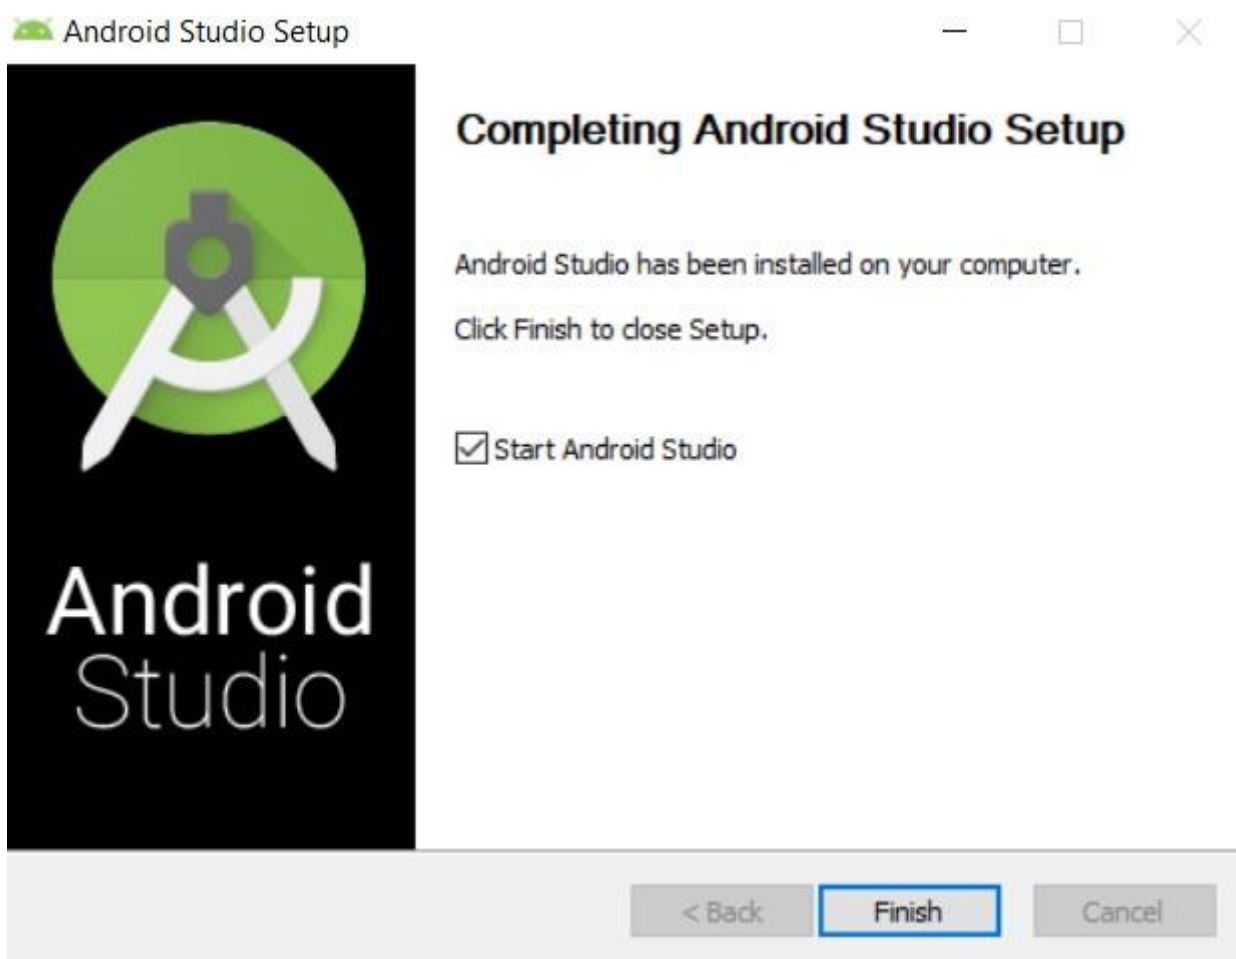 Android Studio Setup
Completing Android Studio Setup
Android Studio has been installed on your computer.
Click Finish to close Setup.
Start Android Studio
Android
Studio
< Back
Finish
Cancel